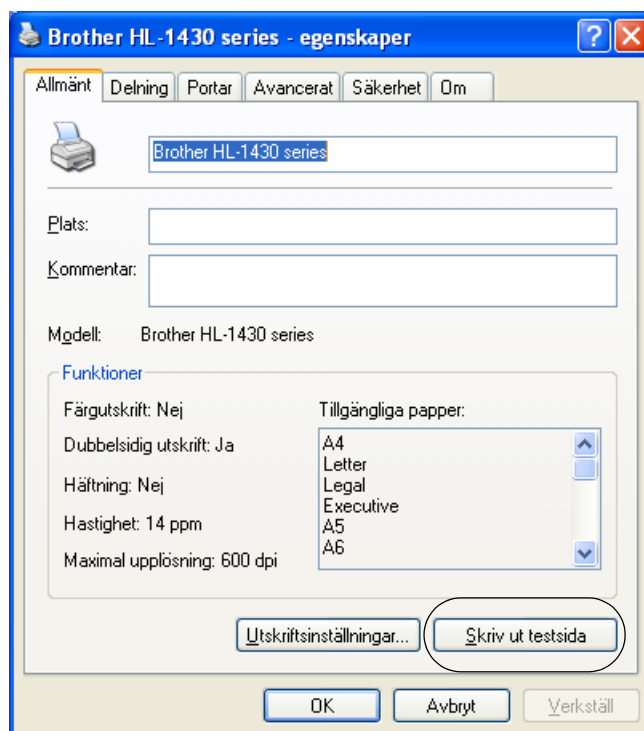 Brother HL-1430 series - egenskaper
Allmänt Delning Portar Avancerat Säkerhet Om
Brother HL-1430 series
Plats:
Kommentar:
Modell: Brother HL-1430 series
Funktioner
Färgutskrift: Nej
Dubbelsidig utskrift: Ja
Häftning: Nej
Hastighet: 14 ppm
Maximal upplösning: 600 dpi
Tillgängliga papper:
A4
Letter
Legal
Executive
A5
A6
Utskriftsinställningar... Skriv ut testsida
OK Avbryt Verkställ